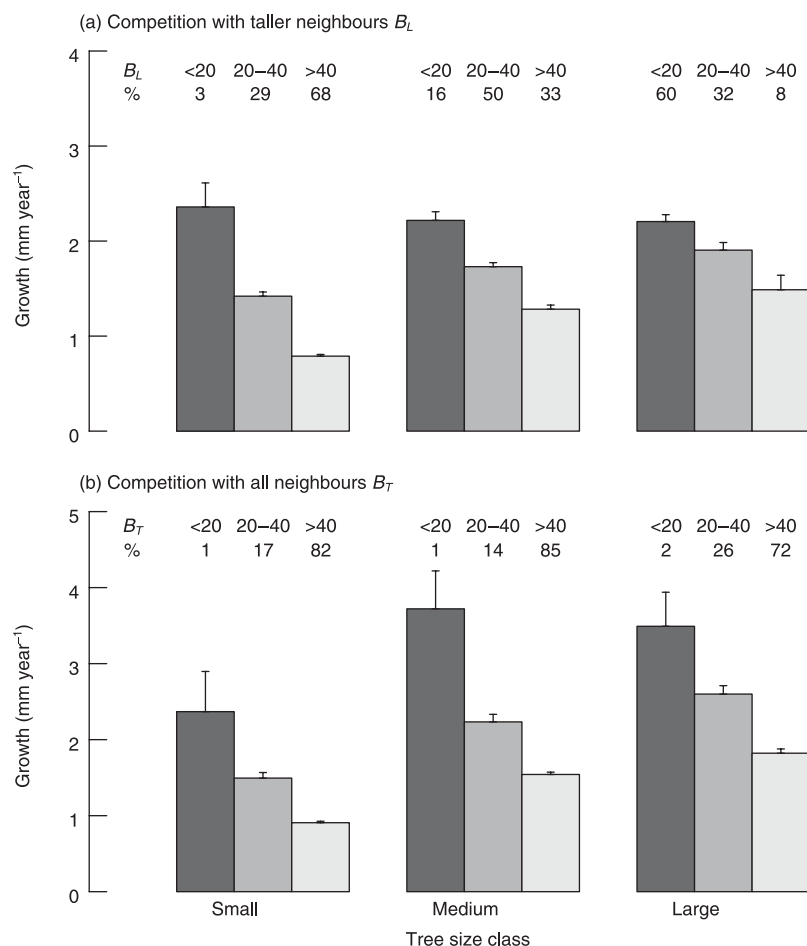 (a) Competition with taller neighbours B_L
4
B_L <20 20–40 >40 <20 20–40 >40 <20 20–40 >40
% 3 29 68 16 50 33 60 32 8
3
Growth (mm year⁻¹)
2
1
0
(b) Competition with all neighbours B_T
5
B_T <20 20–40 >40 <20 20–40 >40 <20 20–40 >40
% 1 17 82 1 14 85 2 26 72
4
3
Growth (mm year⁻¹)
2
1
0
Small Medium Large
Tree size class